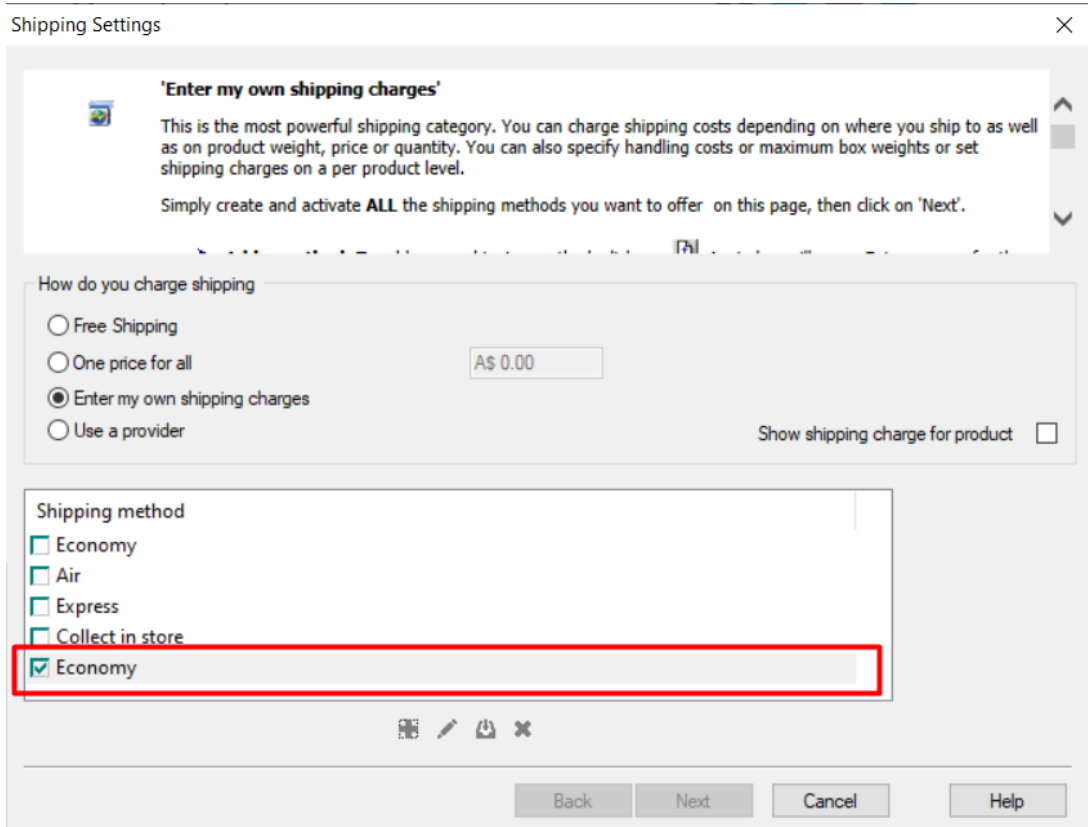 Shipping Settings
'Enter my own shipping charges'
This is the most powerful shipping category. You can charge shipping costs depending on where you ship to as well
as on product weight, price or quantity. You can also specify handling costs or maximum box weights or set
shipping charges on a per product level.
Simply create and activate ALL the shipping methods you want to offer on this page, then click on 'Next'.
How do you charge shipping
Free Shipping
One price for all
A$ 0.00
Enter my own shipping charges
Use a provider
Show shipping charge for product
Shipping method
Economy
Air
Express
Collect in store
Economy
Back
Next
Cancel
Help